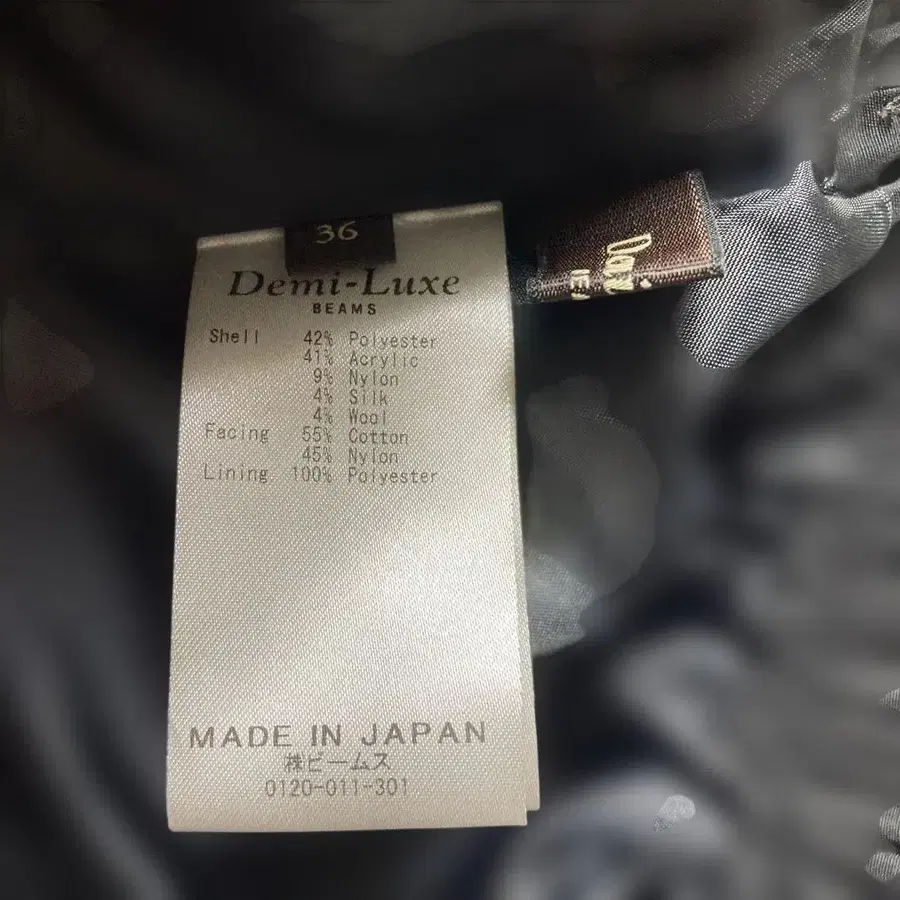 36
Demi-Luxe
BEAMS
Shell 42% Polyester
41% Acrylic
9% Nylon
4% Silk
4% Wool
Facing 55% Cotton
45% Nylon
Lining 100% Polyester
MADE IN JAPAN
㈱ビームス
0120-011-301